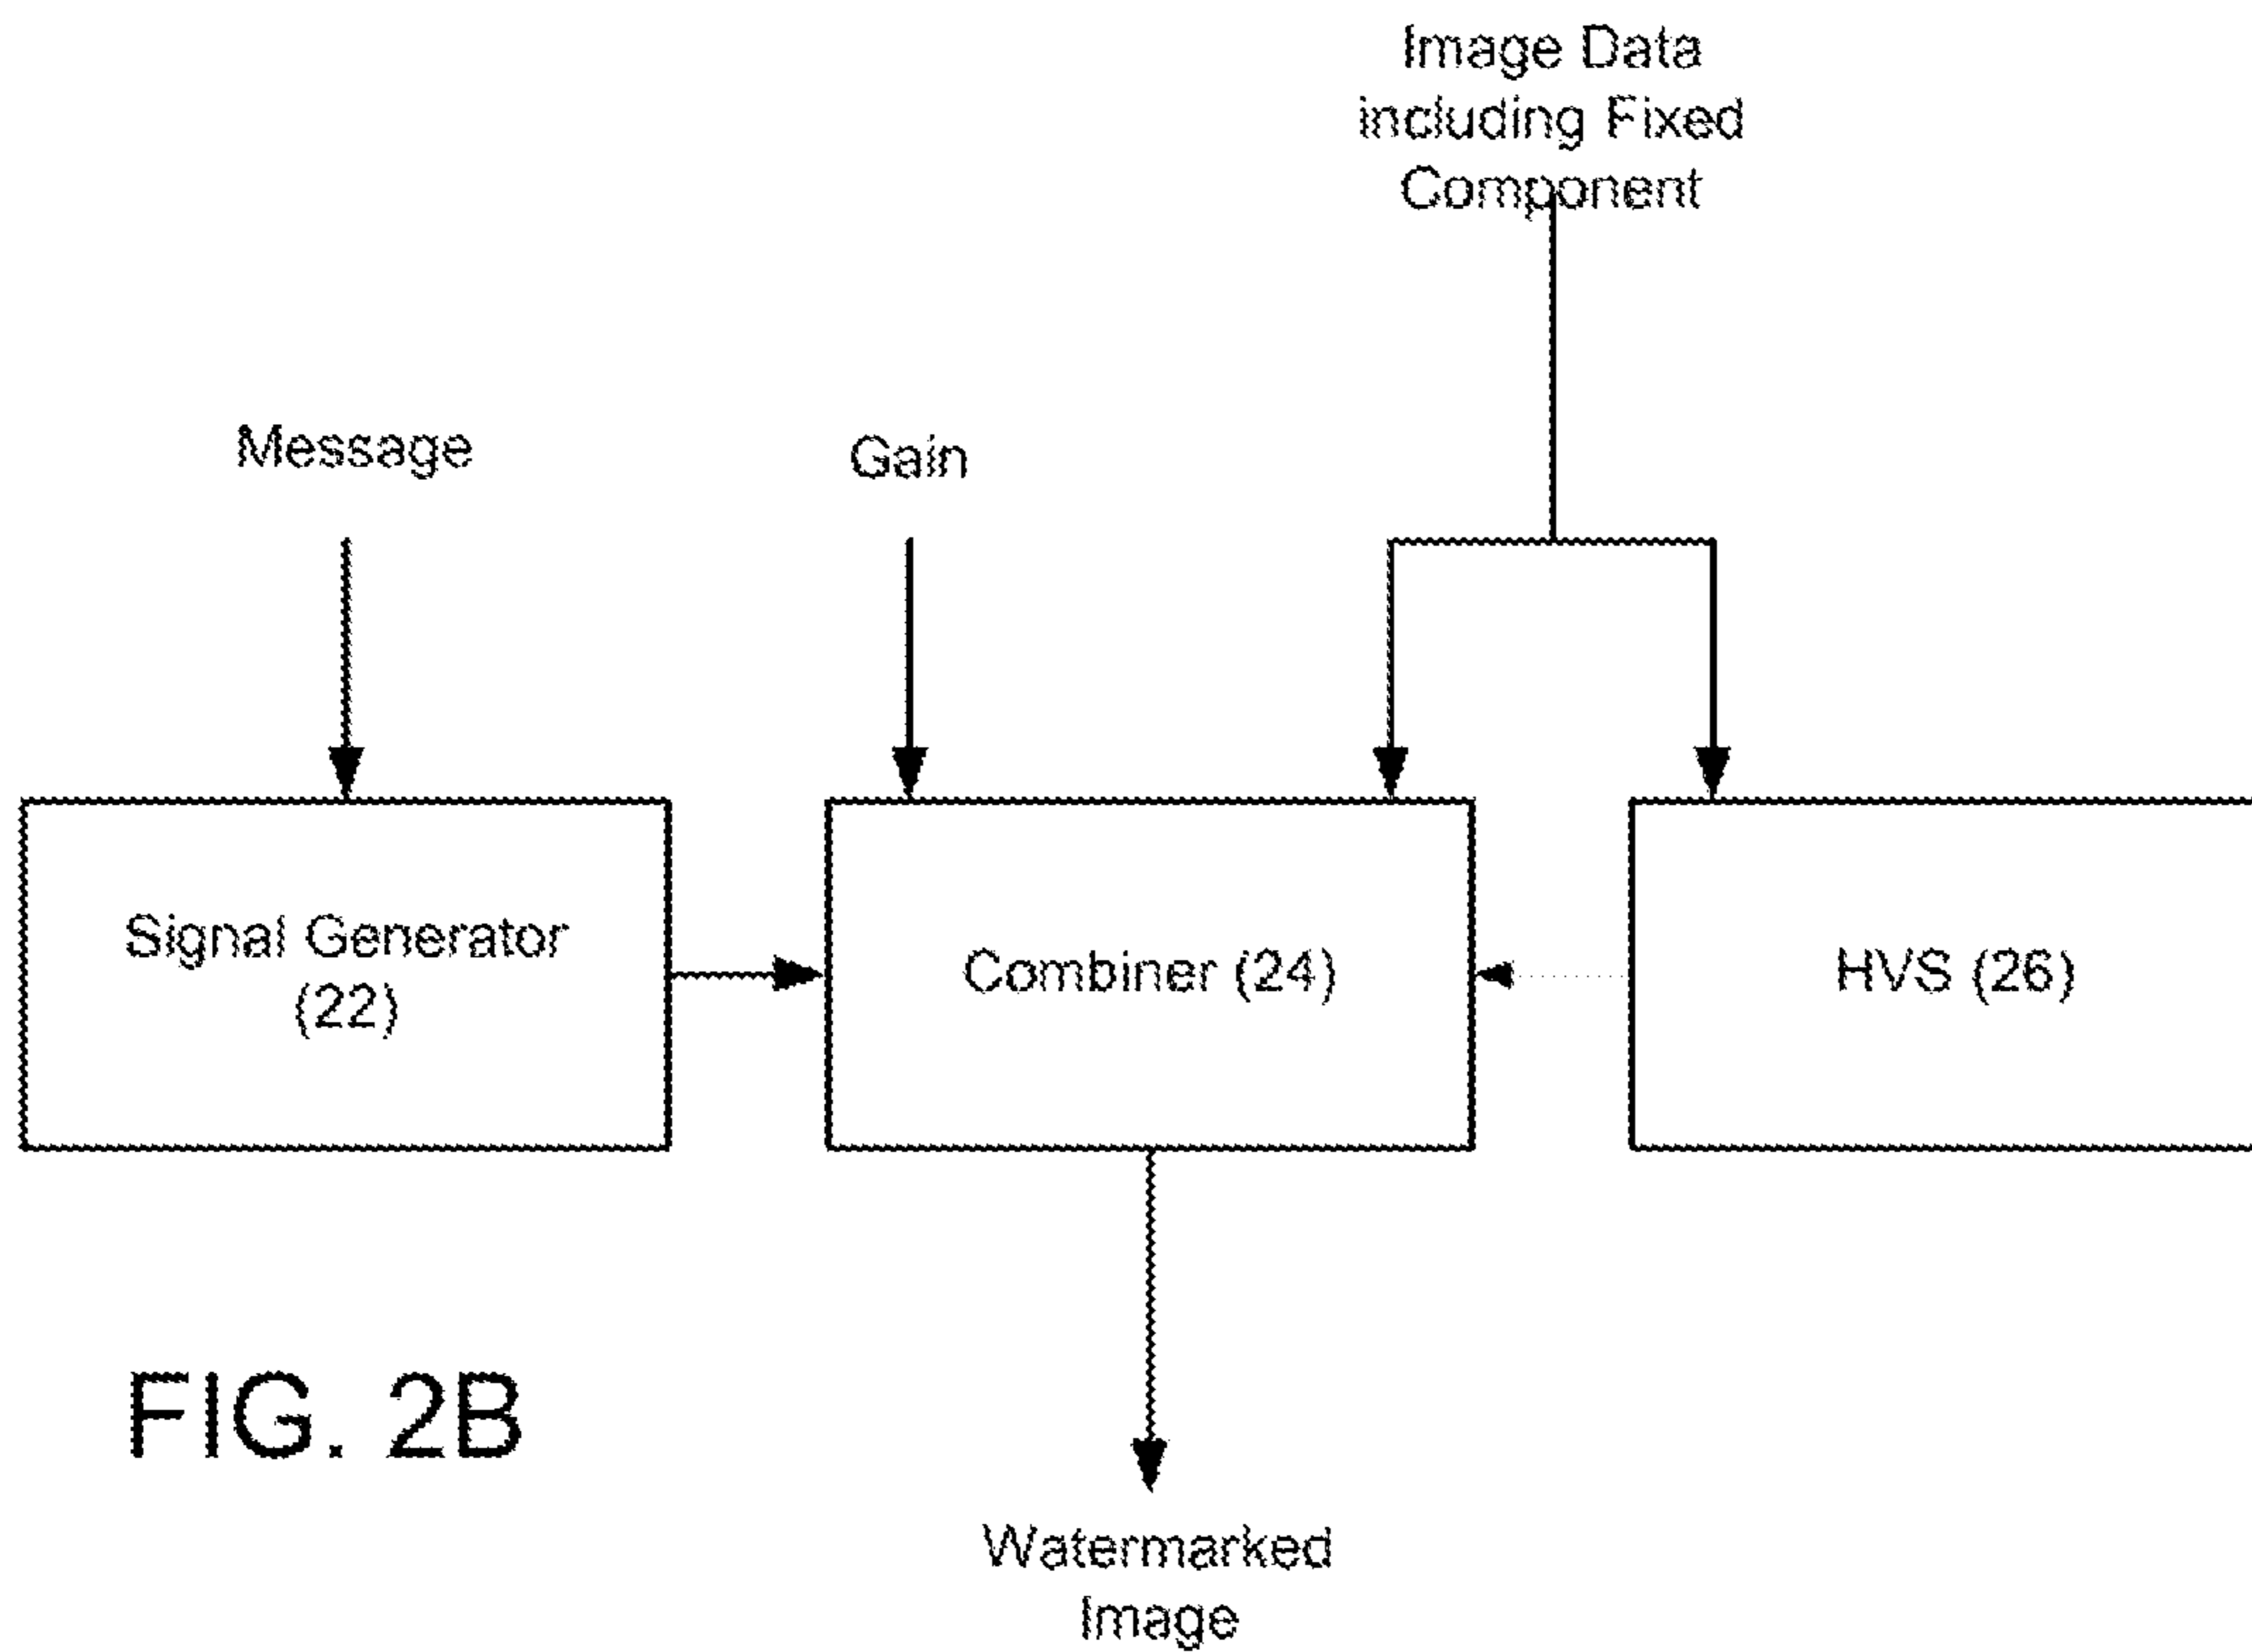 Image Data
including Fixed
Component
Message
Gain
Signal Generator
(22)
Combiner (24)
HVS (26)
FIG. 2B
Watermarked
Image